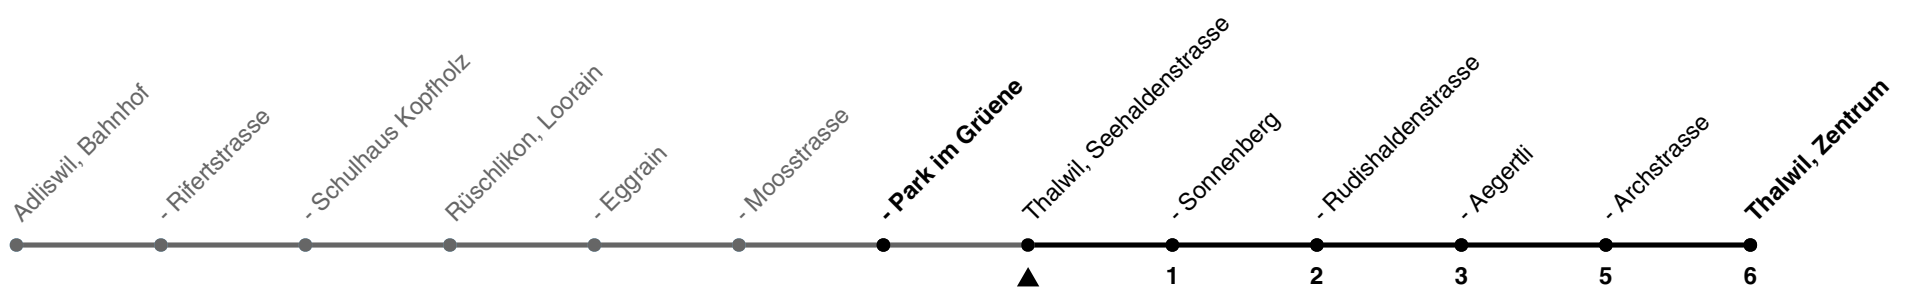 Adliswil, Bahnhof
- Rifertstrasse
- Schulhaus Kopfholz
Rüschlikon, Loorain
- Eggrain
- Moosstrasse
- Park im Grüene
Thalwil, Seehaldenstrasse
- Sonnenberg
- Rudishaldenstrasse
- Aegertli
- Archstrasse
Thalwil, Zentrum
1 2 3 5 6